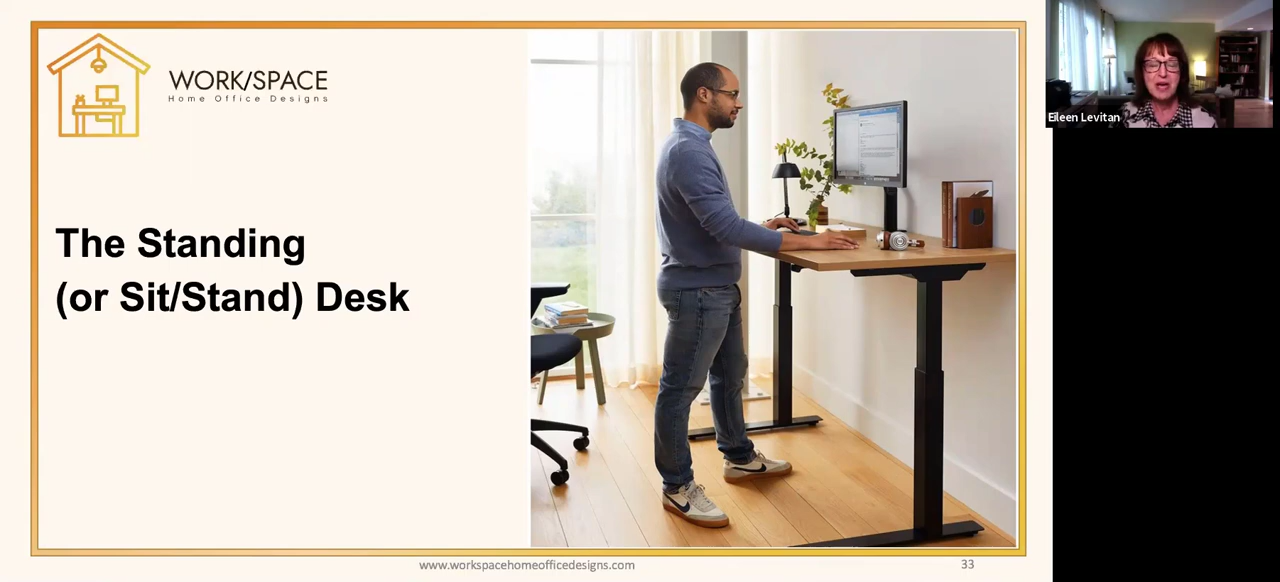 WORK/SPACE
Home Office Designs
The Standing
(or Sit/Stand) Desk
www.workspacehomeofficedesigns.com
33
Eileen Levitan